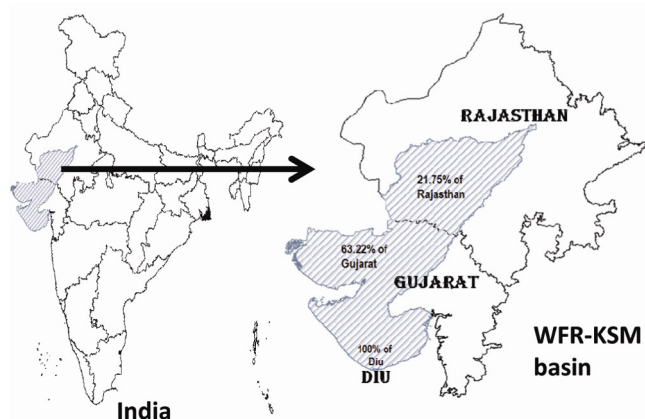 RAJASTHAN
21.75% of
Rajasthan
63.22% of
Gujarat
GUJARAT
100% of
Diu
DIU
WFR-KSM
basin
India